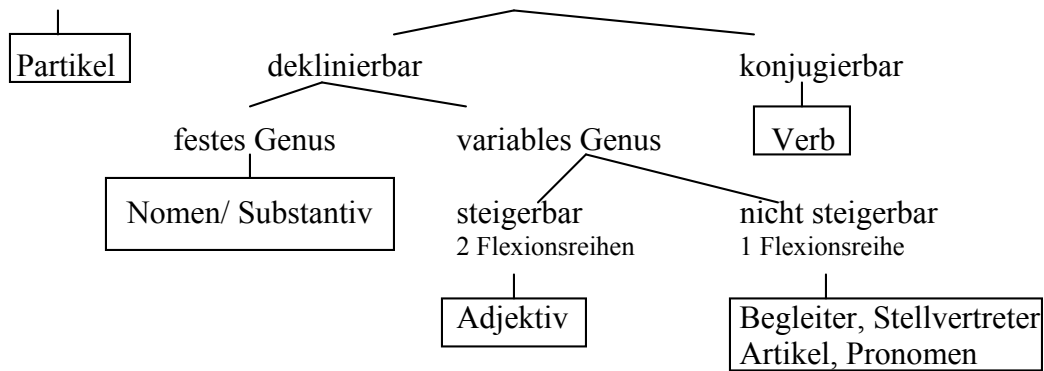 Partikel deklinierbar konjugierbar
festes Genus variables Genus Verb
Nomen/ Substantiv steigerbar nicht steigerbar
2 Flexionsreihen 1 Flexionsreihe
Adjektiv Begleiter, Stellvertreter
Artikel, Pronomen